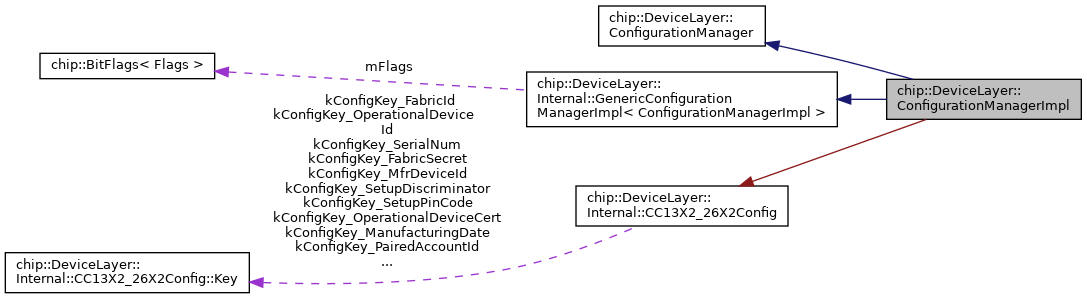 chip::DeviceLayer::
ConfigurationManager
chip::BitFlags< Flags >
mFlags
chip::DeviceLayer::
Internal::GenericConfiguration
ManagerImpl< ConfigurationManagerImpl >
chip::DeviceLayer::
ConfigurationManagerImpl
kConfigKey_FabricId
kConfigKey_OperationalDevice
Id
kConfigKey_SerialNum
kConfigKey_FabricSecret
kConfigKey_MfrDeviceId
kConfigKey_SetupDiscriminator
kConfigKey_SetupPinCode
kConfigKey_OperationalDeviceCert
kConfigKey_ManufacturingDate
kConfigKey_PairedAccountId
...
chip::DeviceLayer::
Internal::CC13X2_26X2Config
chip::DeviceLayer::
Internal::CC13X2_26X2Config::Key